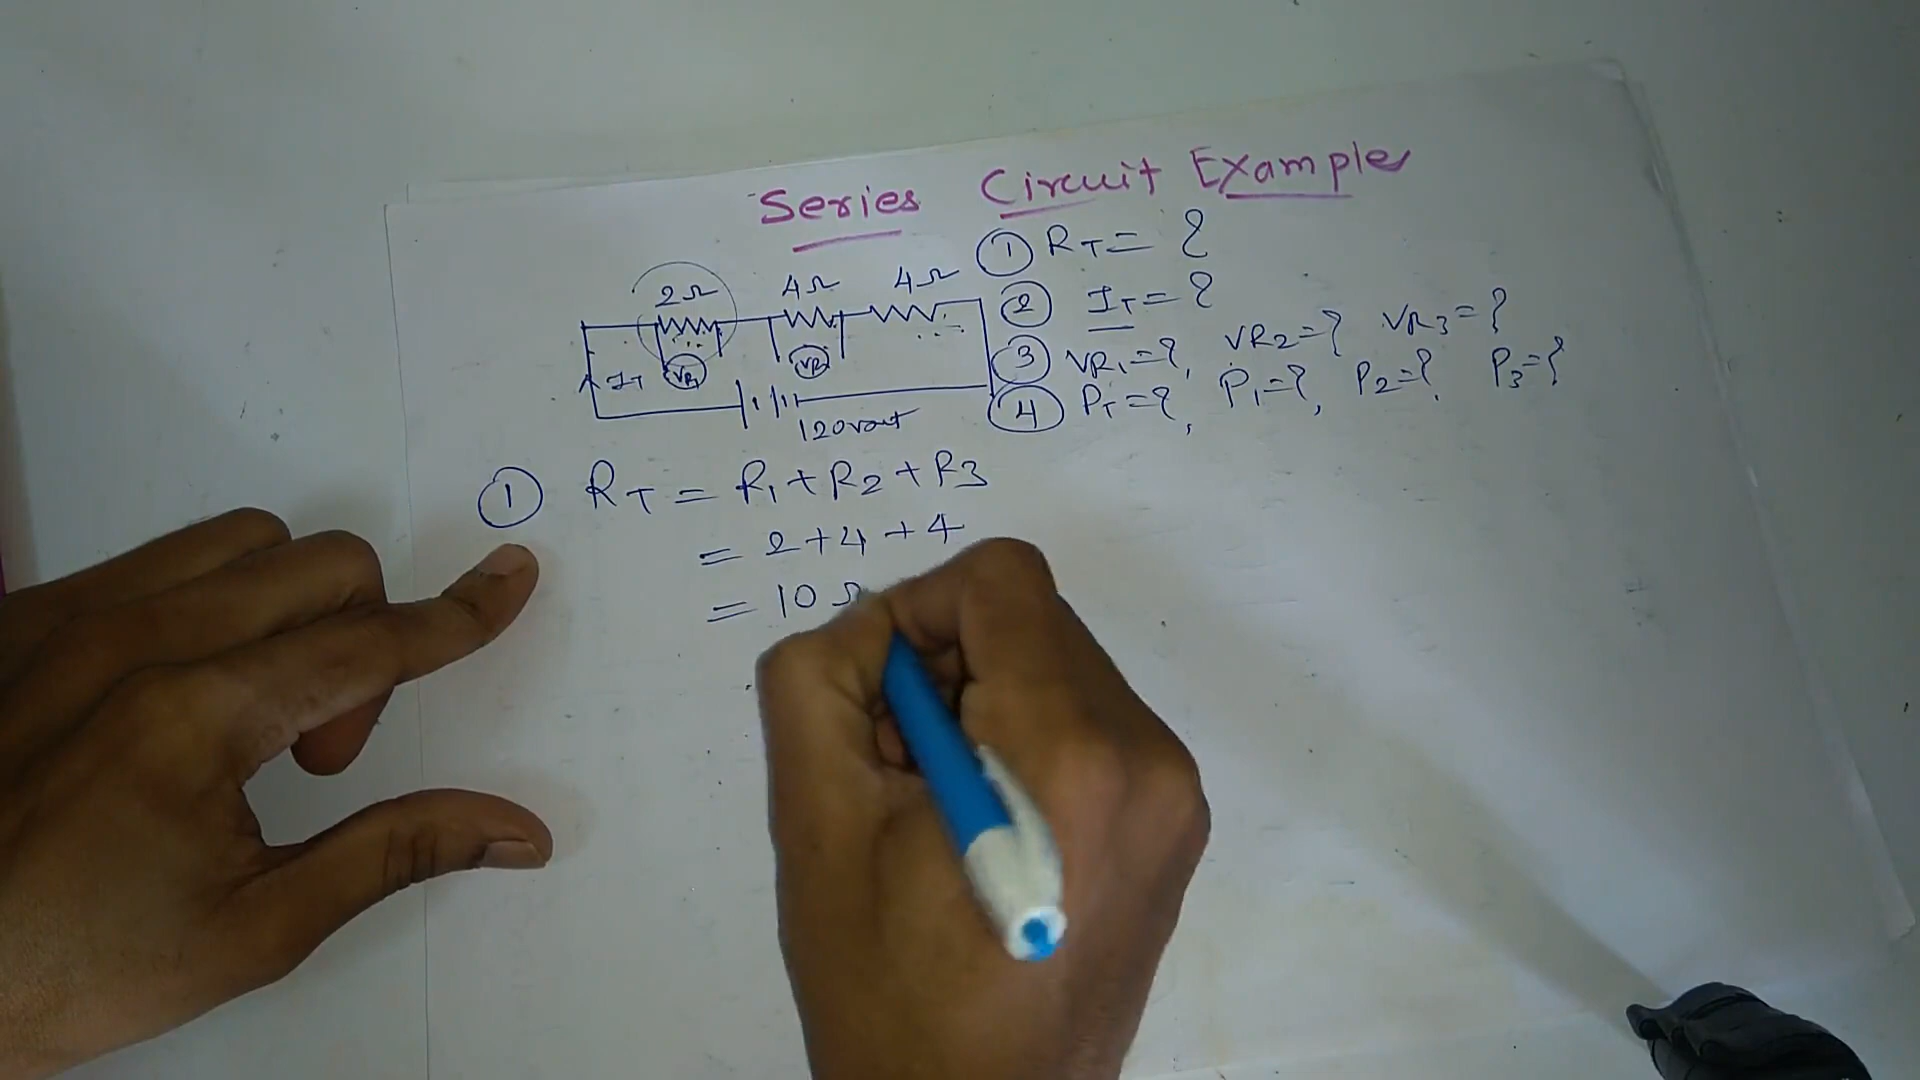 Series Circuit Example
① RT = ?
2Ω 4Ω 4Ω
② IT = ?
③ VR1 = ?, VR2 = ? VR3 = ?
IT VR1 VR2
④ PT = ?, P1 = ?, P2 = ?, P3 = ?
120 volt
① RT = R1 + R2 + R3
= 2 + 4 + 4
= 10 Ω